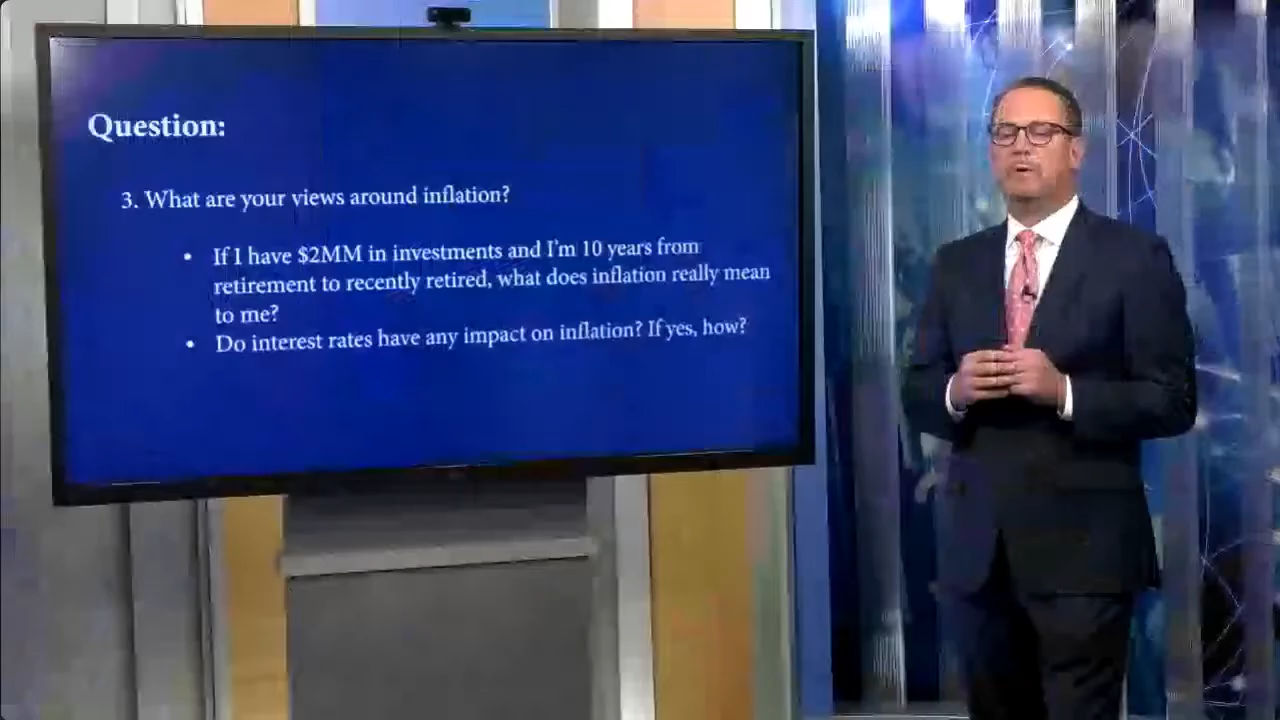 Question:
3. What are your views around inflation?
• If I have $2MM in investments and I'm 10 years from
retirement to recently retired, what does inflation really mean
to me?
• Do interest rates have any impact on inflation? If yes, how?